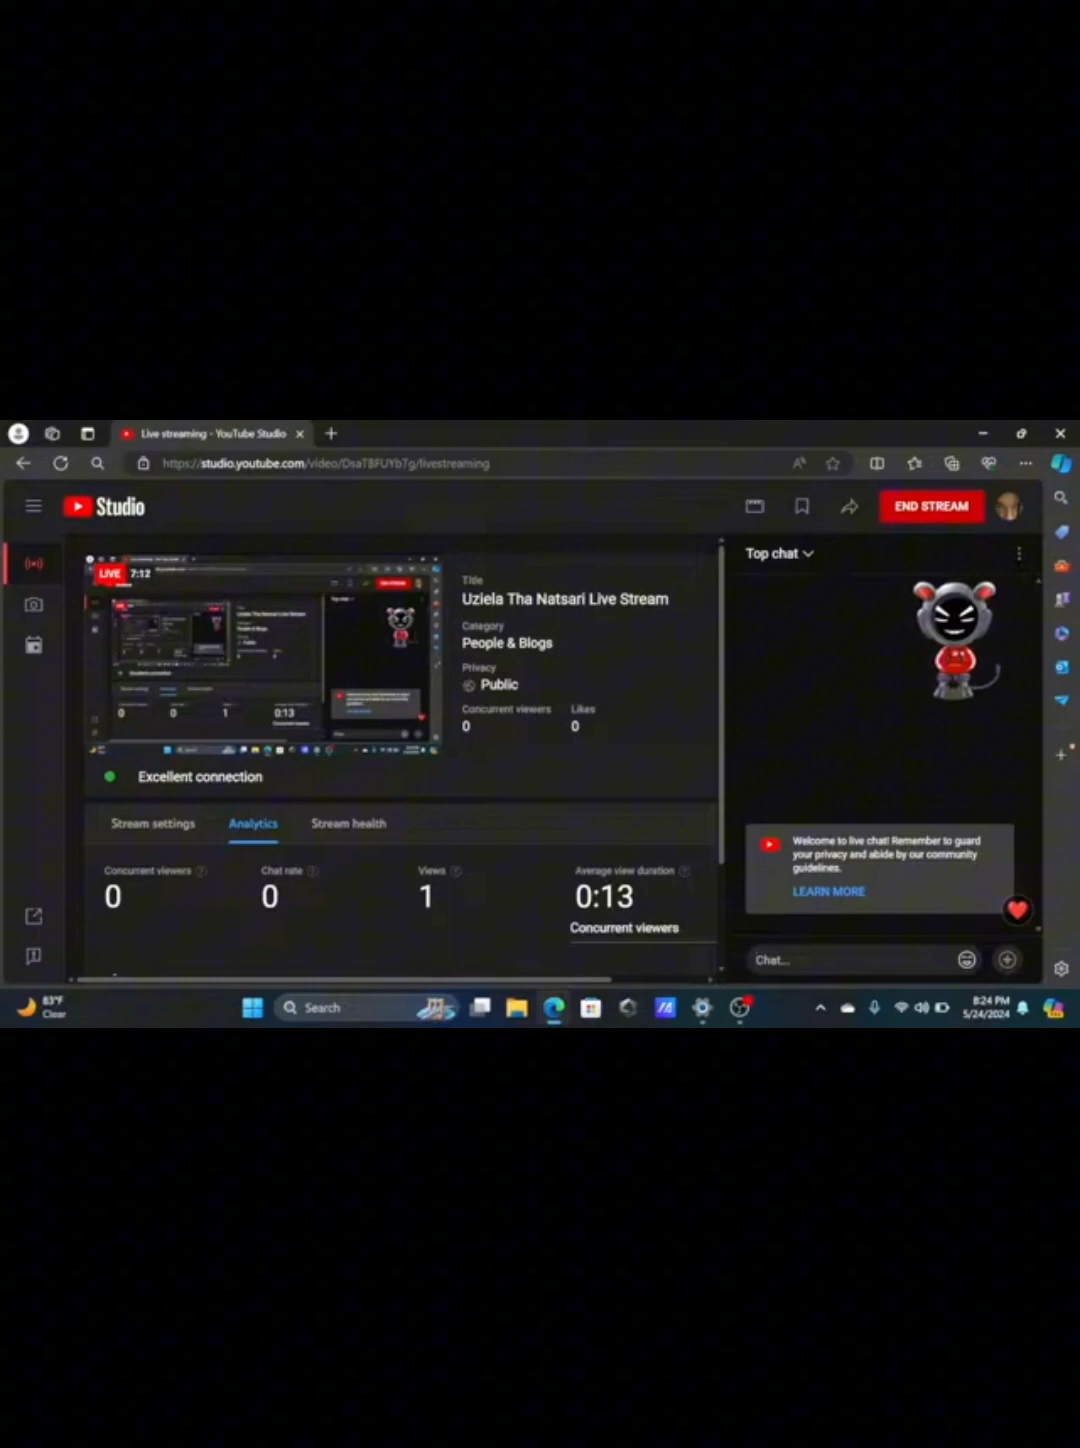 Live streaming - YouTube Studio
https://studio.youtube.com/video/DsaTBFUYbTg/livestreaming
Studio
END STREAM
LIVE 7:12
Title
Uziela Tha Natsari Live Stream
Category
People & Blogs
Privacy
Public
Concurrent viewers Likes
0 0
Excellent connection
Stream settings Analytics Stream health
Concurrent viewers Chat rate Views Average view duration
0 0 1 0:13
Concurrent viewers
Top chat
Welcome to live chat! Remember to guard
your privacy and abide by our community
guidelines.
LEARN MORE
Chat...
83°F
Clear
Search
8:24 PM
5/24/2024